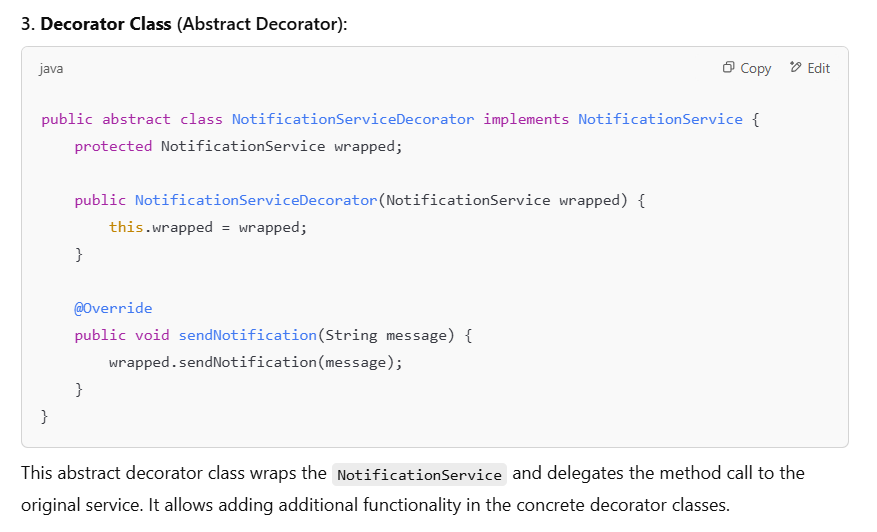 3. Decorator Class (Abstract Decorator):
java
Copy
Edit
public abstract class NotificationServiceDecorator implements NotificationService {
    protected NotificationService wrapped;
    public NotificationServiceDecorator(NotificationService wrapped) {
        this.wrapped = wrapped;
    }
    @Override
    public void sendNotification(String message) {
        wrapped.sendNotification(message);
    }
}
This abstract decorator class wraps the NotificationService and delegates the method call to the
original service. It allows adding additional functionality in the concrete decorator classes.